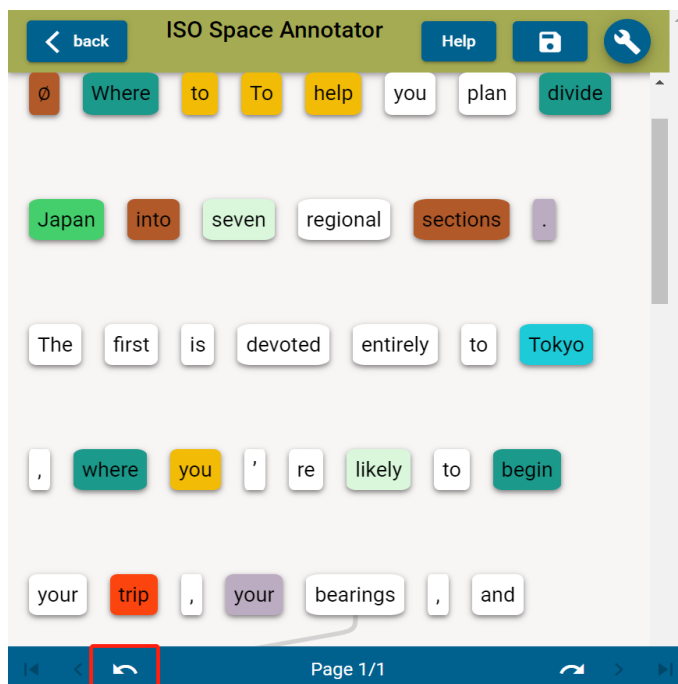 back ISO Space Annotator Help
Ø Where to To help you plan divide
Japan into seven regional sections .
The first is devoted entirely to Tokyo
, where you ’ re likely to begin
your trip , your bearings , and
Page 1/1